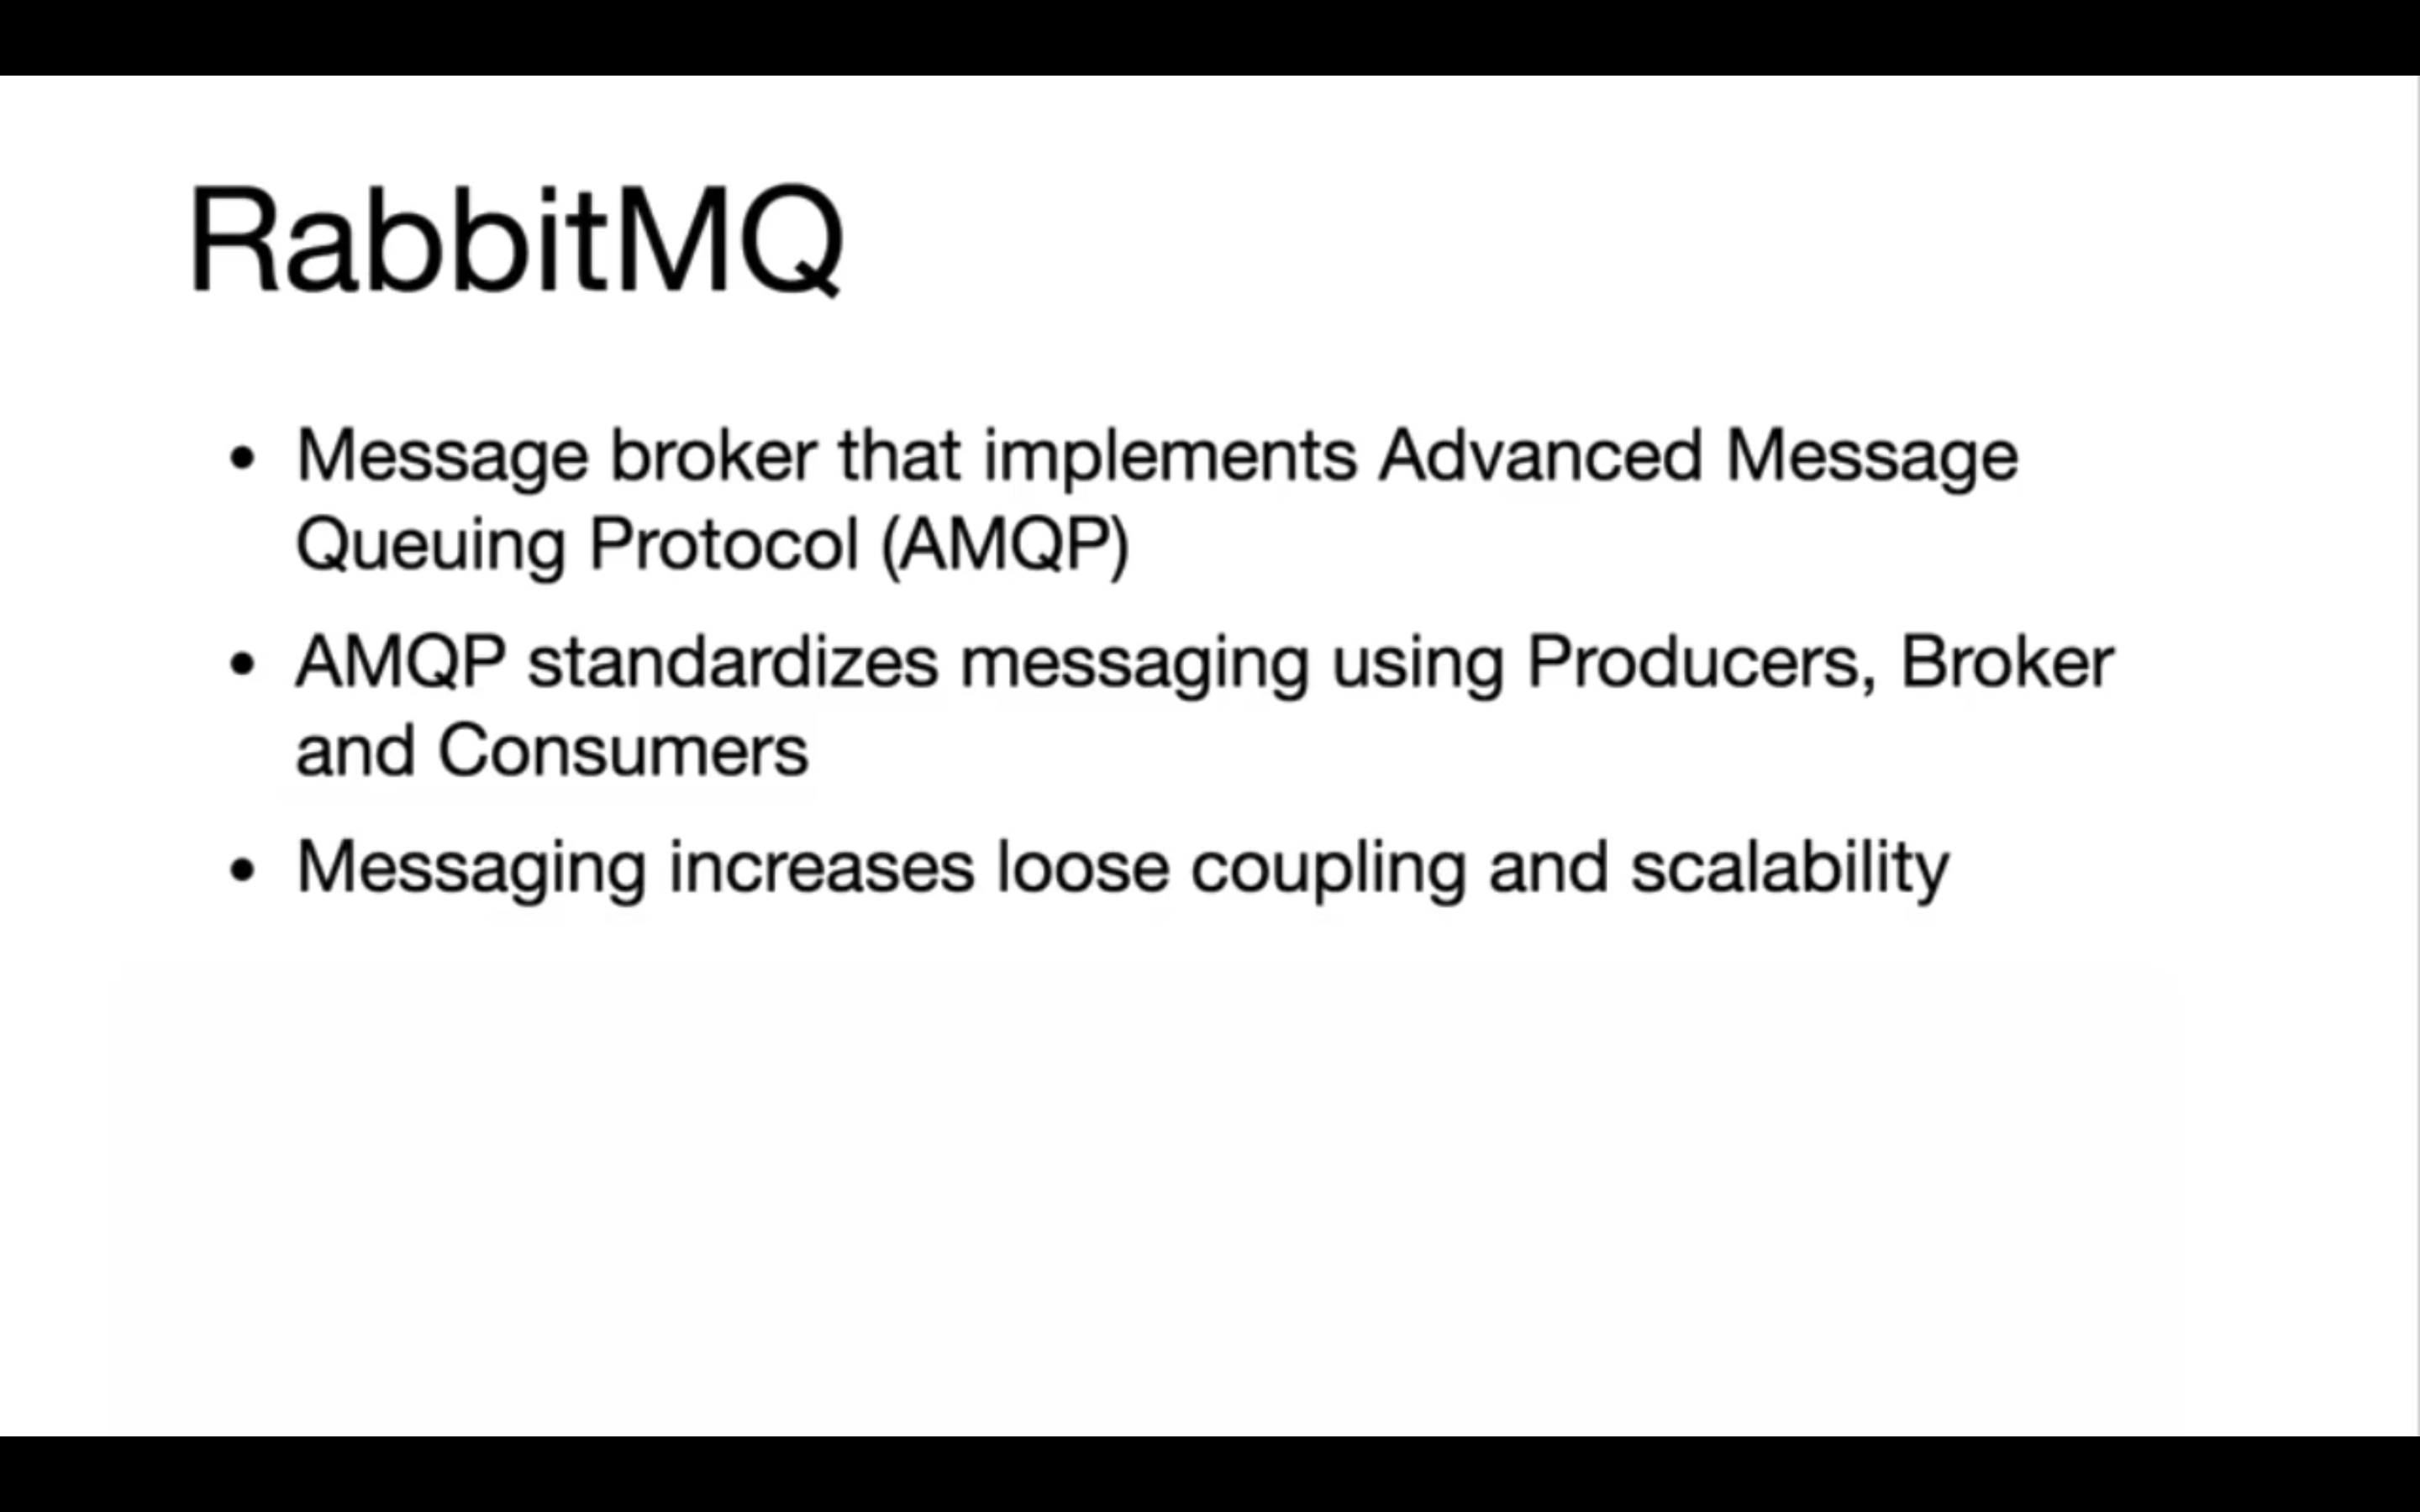 RabbitMQ
• Message broker that implements Advanced Message
Queuing Protocol (AMQP)
• AMQP standardizes messaging using Producers, Broker
and Consumers
• Messaging increases loose coupling and scalability